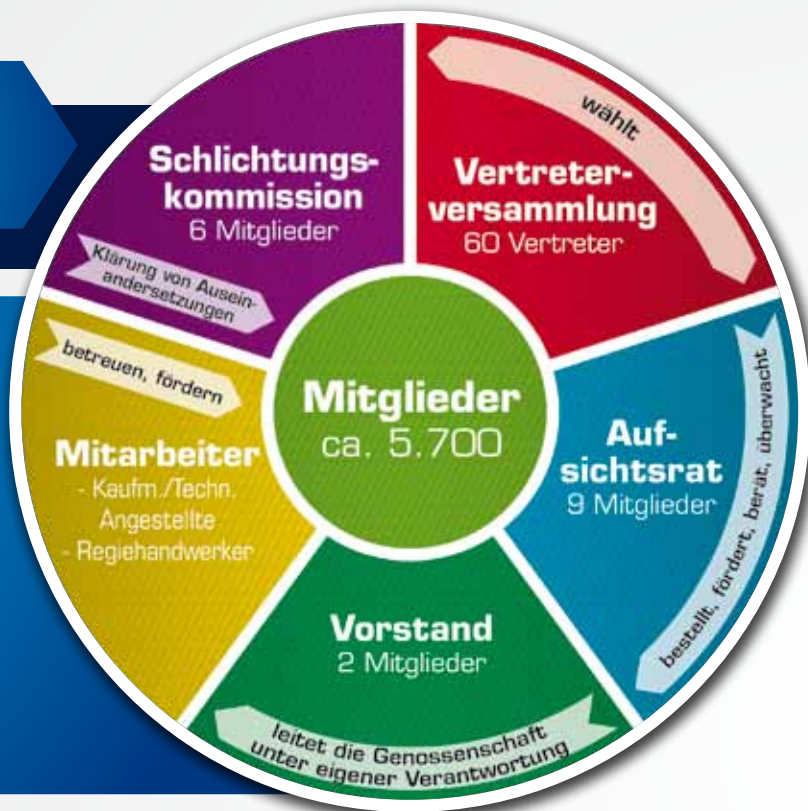 Schlichtungs-
kommission
6 Mitglieder
Klärung von Ausein-
andersetzungen
wählt
Vertreter-
versammlung
60 Vertreter
betreuen, fördern
Mitarbeiter
- Kaufm./Techn.
Angestellte
- Regiehandwerker
Mitglieder
ca. 5.700
Auf-
sichtsrat
9 Mitglieder
bestellt, fördert, berät, überwacht
Vorstand
2 Mitglieder
leitet die Genossenschaft
unter eigener Verantwortung